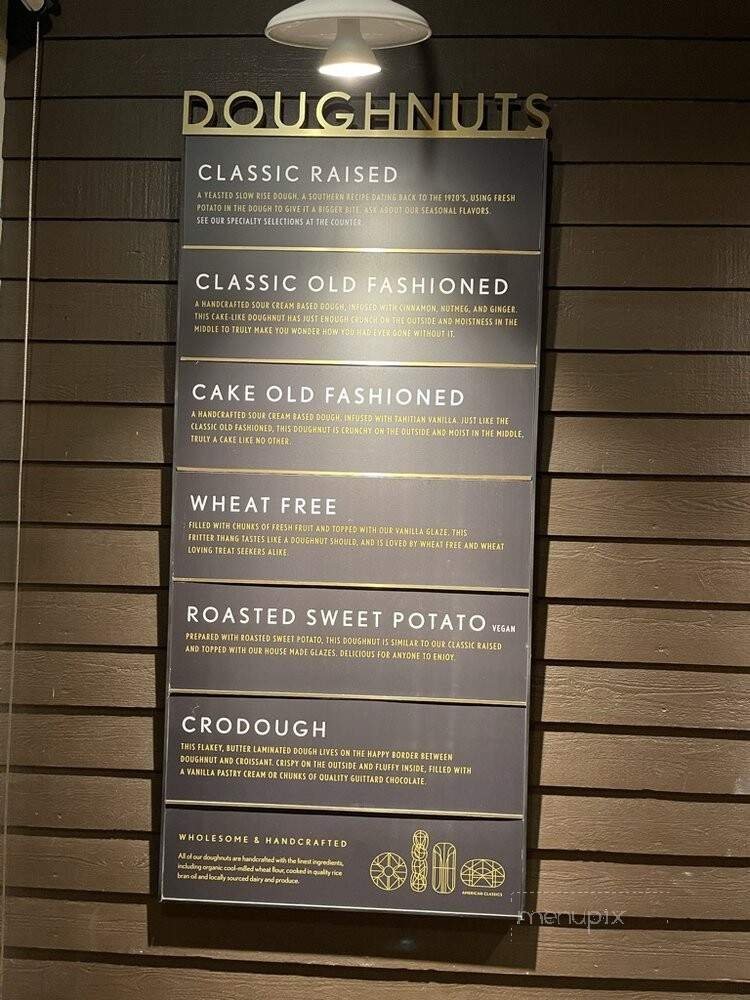 DOUGHNUTS
CLASSIC RAISED
A YEASTED SLOW RISE DOUGH. A SOUTHERN RECIPE DATING BACK TO THE 1920'S, USING FRESH
POTATO IN THE DOUGH TO GIVE IT A BIGGER BITE. ASK ABOUT OUR SEASONAL FLAVORS.
SEE OUR SPECIALTY SELECTIONS AT THE COUNTER.
CLASSIC OLD FASHIONED
A HANDCRAFTED SOUR CREAM BASED DOUGH, INFUSED WITH CINNAMON, NUTMEG, AND GINGER.
THIS CAKE-LIKE DOUGHNUT HAS JUST ENOUGH CRUNCH ON THE OUTSIDE AND MOISTNESS IN THE
MIDDLE TO TRULY MAKE YOU WONDER HOW YOU HAD EVER GONE WITHOUT IT.
CAKE OLD FASHIONED
A HANDCRAFTED SOUR CREAM BASED DOUGH, INFUSED WITH TAHITIAN VANILLA. JUST LIKE THE
CLASSIC OLD FASHIONED, THIS DOUGHNUT IS CRUNCHY ON THE OUTSIDE AND MOIST IN THE MIDDLE,
TRULY A CAKE LIKE NO OTHER.
WHEAT FREE
FILLED WITH CHUNKS OF FRESH FRUIT AND TOPPED WITH OUR VANILLA GLAZE. THIS
FRITTER THANG TASTES LIKE A DOUGHNUT SHOULD, AND IS LOVED BY WHEAT FREE AND WHEAT
LOVING TREAT SEEKERS ALIKE.
ROASTED SWEET POTATO VEGAN
PREPARED WITH ROASTED SWEET POTATO, THIS DOUGHNUT IS SIMILAR TO OUR CLASSIC RAISED
AND TOPPED WITH OUR HOUSE MADE GLAZES. DELICIOUS FOR ANYONE TO ENJOY.
CRODOUGH
THIS FLAKEY, BUTTER LAMINATED DOUGH LIVES ON THE HAPPY BORDER BETWEEN
DOUGHNUT AND CROISSANT. CRISPY ON THE OUTSIDE AND FLUFFY INSIDE, FILLED WITH
A VANILLA PASTRY CREAM OR CHUNKS OF QUALITY GUITTARD CHOCOLATE.
WHOLESOME & HANDCRAFTED
All of our doughnuts are handcrafted with the finest ingredients,
including organic cool-milled wheat flour, cooked in quality rice
bran oil and locally sourced dairy and produce.
AMERICAN CLASSICS
menupix